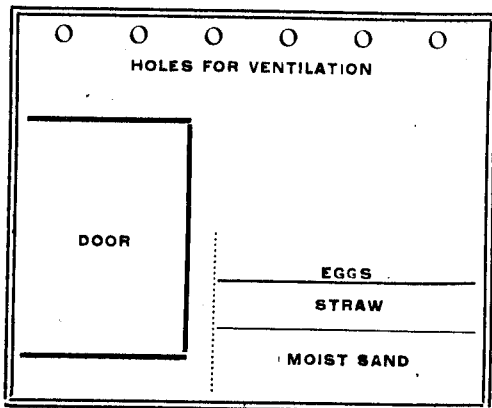 HOLES FOR VENTILATION
DOOR
EGGS
STRAW
MOIST SAND